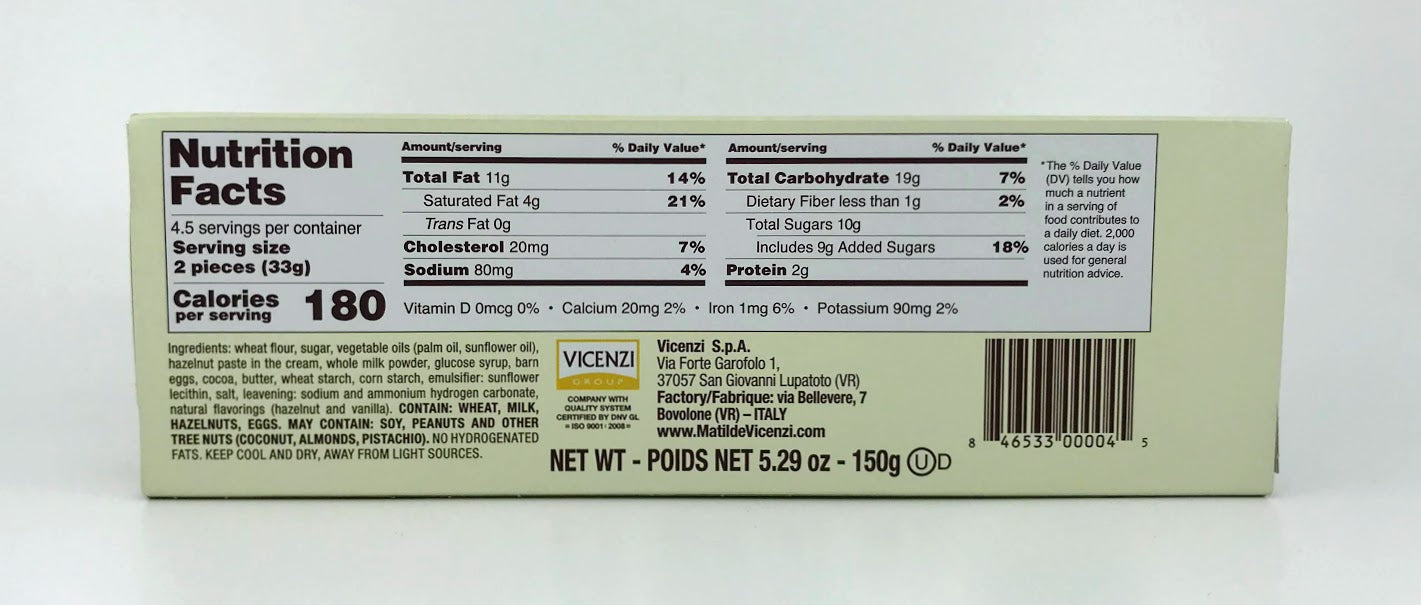 Nutrition
Facts
4.5 servings per container
Serving size
2 pieces (33g)
Calories
per serving
180
Amount/serving % Daily Value*
Total Fat 11g 14%
Saturated Fat 4g 21%
Trans Fat 0g
Cholesterol 20mg 7%
Sodium 80mg 4%
Amount/serving % Daily Value*
Total Carbohydrate 19g 7%
Dietary Fiber less than 1g 2%
Total Sugars 10g
Includes 9g Added Sugars 18%
Protein 2g
Vitamin D 0mcg 0% • Calcium 20mg 2% • Iron 1mg 6% • Potassium 90mg 2%
*The % Daily Value
(DV) tells you how
much a nutrient
in a serving of
food contributes to
a daily diet. 2,000
calories a day is
used for general
nutrition advice.
Ingredients: wheat flour, sugar, vegetable oils (palm oil, sunflower oil),
hazelnut paste in the cream, whole milk powder, glucose syrup, barn
eggs, cocoa, butter, wheat starch, corn starch, emulsifier: sunflower
lecithin, salt, leavening: sodium and ammonium hydrogen carbonate,
natural flavorings (hazelnut and vanilla). CONTAIN: WHEAT, MILK,
HAZELNUTS, EGGS. MAY CONTAIN: SOY, PEANUTS AND OTHER
TREE NUTS (COCONUT, ALMONDS, PISTACHIO). NO HYDROGENATED
FATS. KEEP COOL AND DRY, AWAY FROM LIGHT SOURCES.
VICENZI
GROUP
COMPANY WITH
QUALITY SYSTEM
CERTIFIED BY DNV GL
= ISO 9001:2008 =
Vicenzi S.p.A.
Via Forte Garofolo 1,
37057 San Giovanni Lupatoto (VR)
Factory/Fabrique: via Bellevere, 7
Bovolone (VR) – ITALY
www.MatildeVicenzi.com
NET WT - POIDS NET 5.29 oz - 150g Ⓤ D
8 46533 00004 5